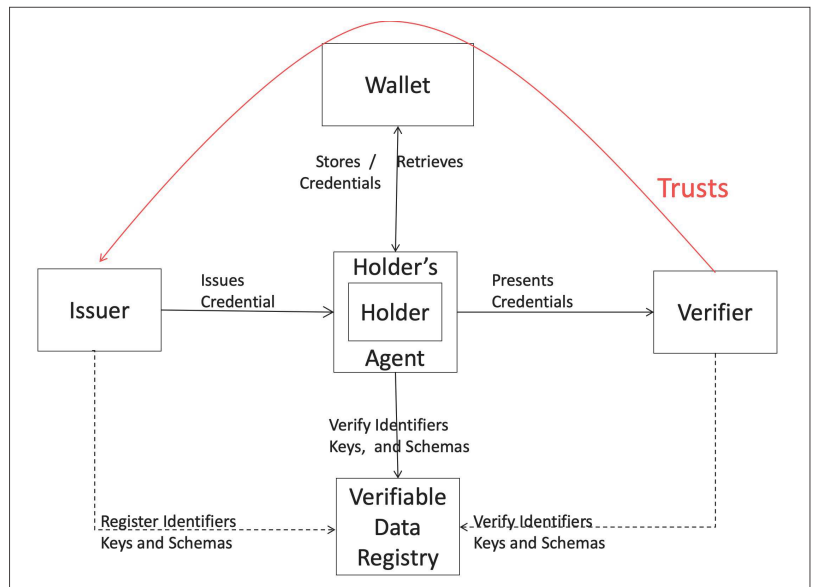 Wallet
Stores / Retrieves
Credentials
Trusts
Issuer
Issues
Credential
Holder’s
Holder
Agent
Presents
Credentials
Verifier
Verify Identifiers
Keys, and Schemas
Verifiable
Data
Registry
Register Identifiers
Keys and Schemas
Verify Identifiers
Keys and Schemas